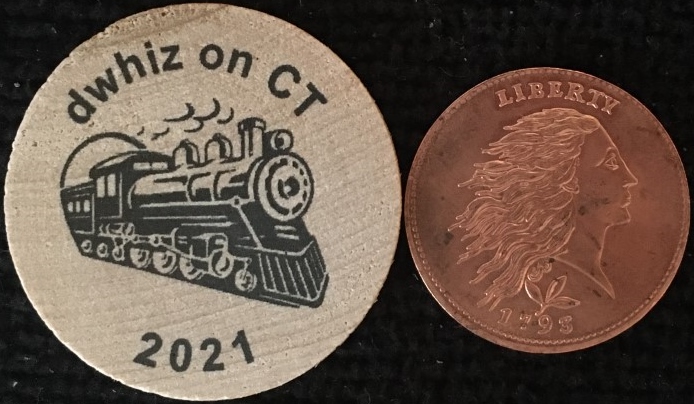 dwhiz on CT
2021
LIBERTY
1793